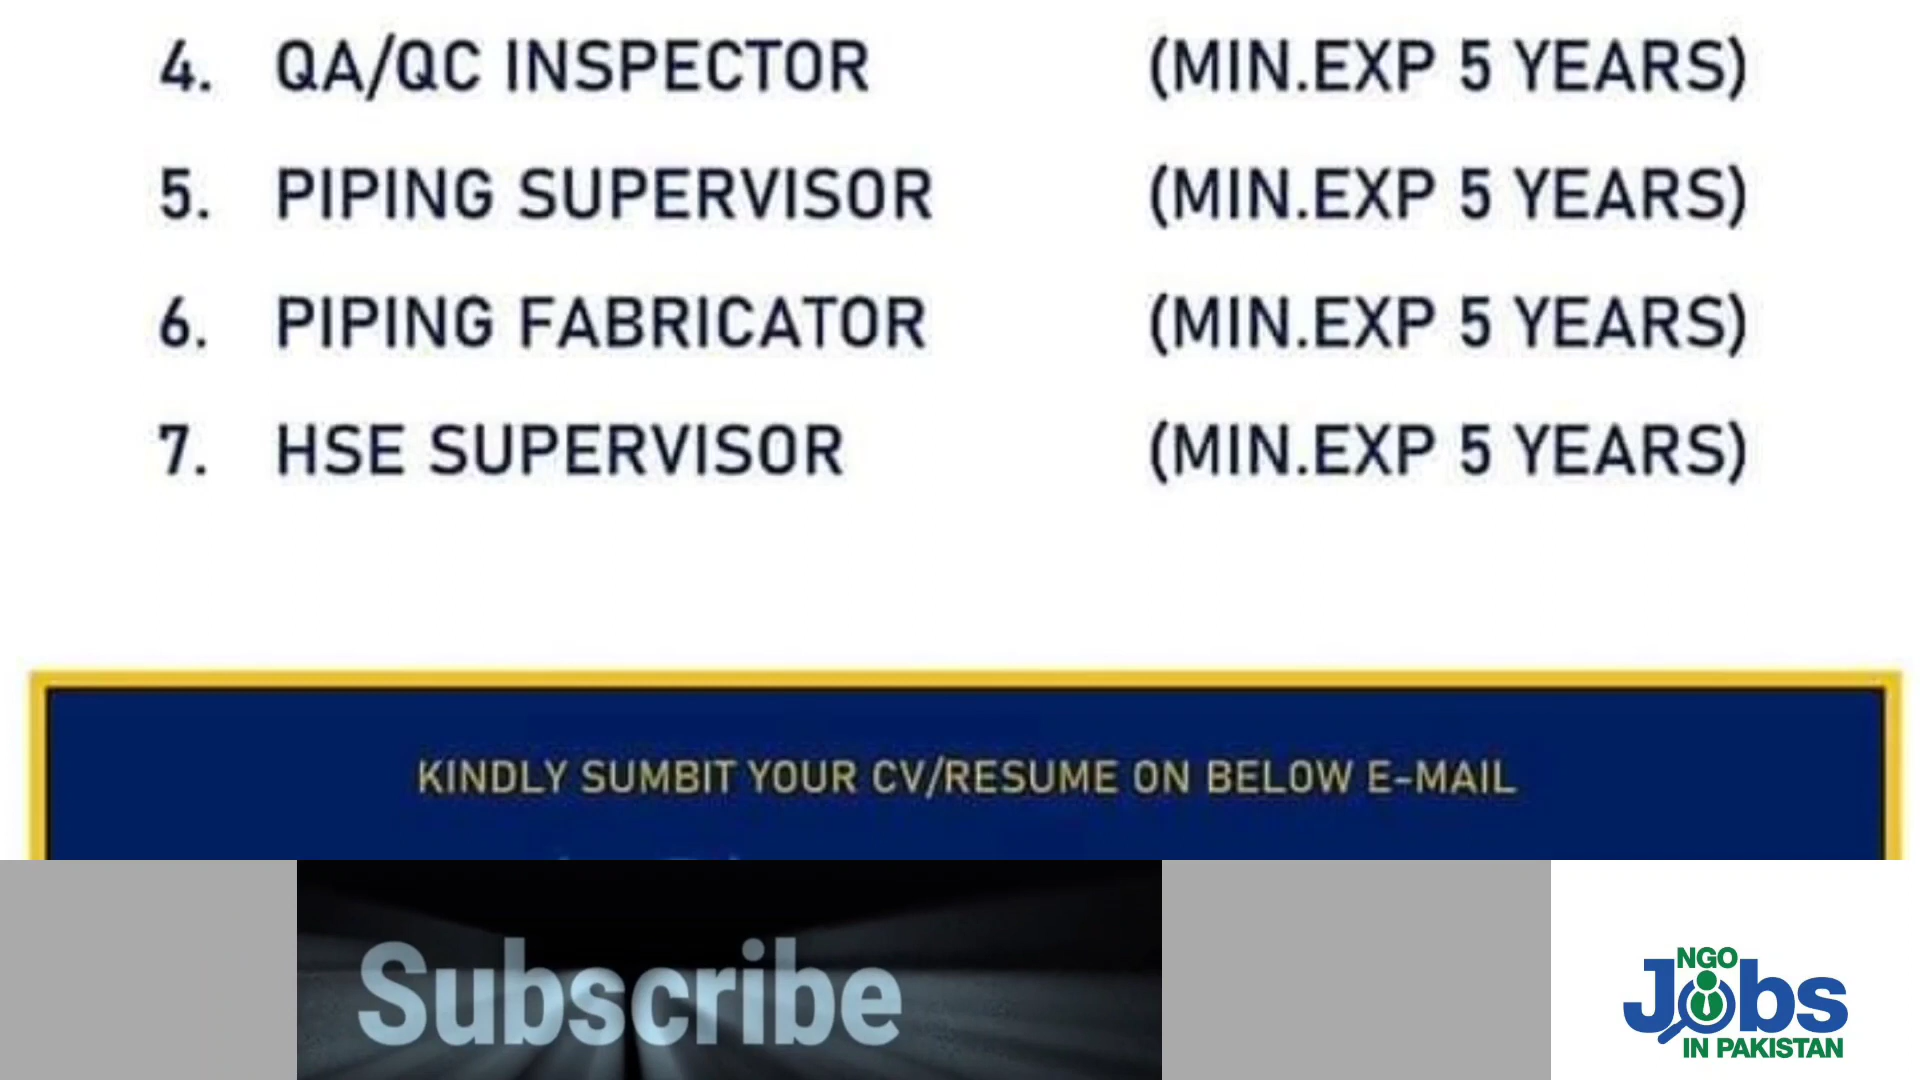 4. QA/QC INSPECTOR (MIN.EXP 5 YEARS)
5. PIPING SUPERVISOR (MIN.EXP 5 YEARS)
6. PIPING FABRICATOR (MIN.EXP 5 YEARS)
7. HSE SUPERVISOR (MIN.EXP 5 YEARS)
KINDLY SUMBIT YOUR CV/RESUME ON BELOW E-MAIL
Subscribe
NGO
Jobs
IN PAKISTAN